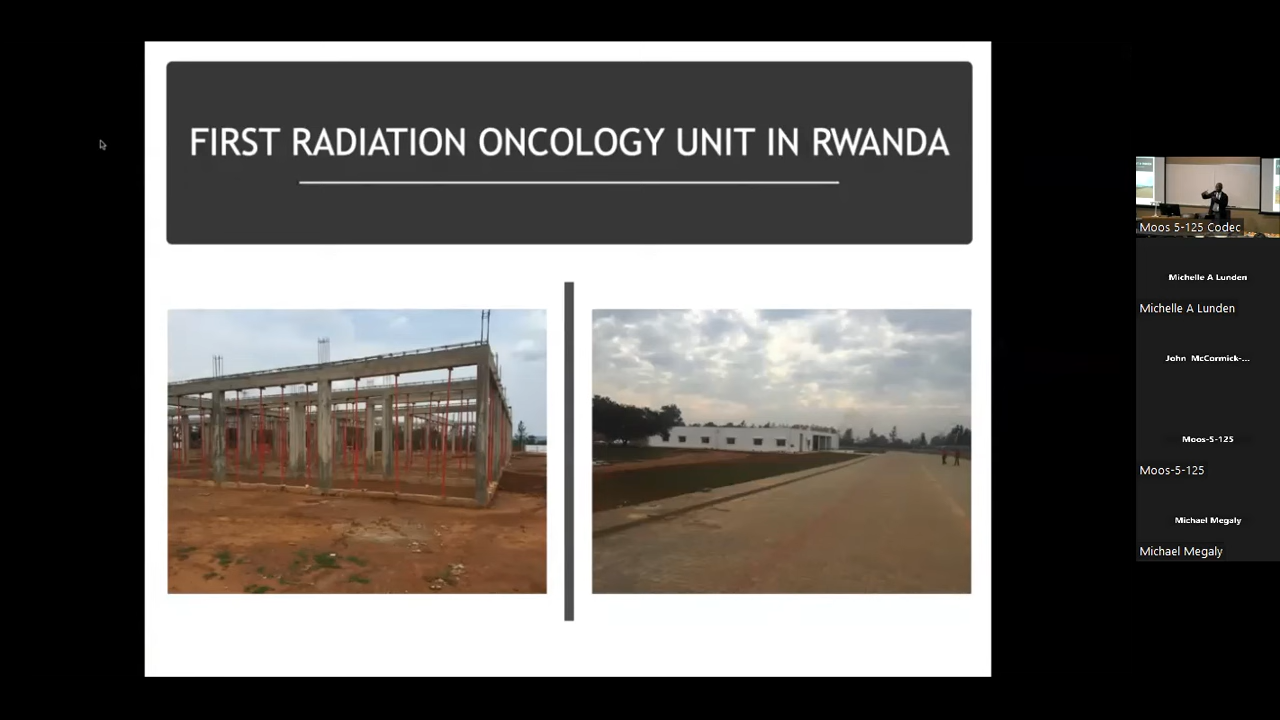 FIRST RADIATION ONCOLOGY UNIT IN RWANDA
Moos 5-125 Codec
Michelle A Lunden
Michelle A Lunden
John McCormick-...
Moos-5-125
Moos-5-125
Michael Megaly
Michael Megaly